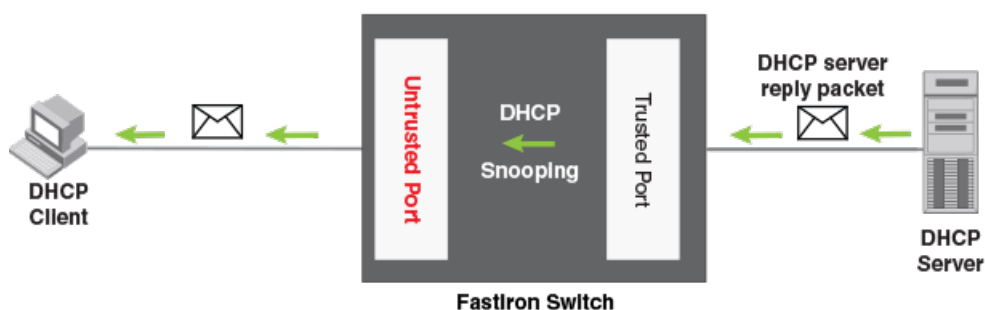 DHCP
Client
Untrusted Port
DHCP
Snooping
Trusted Port
DHCP server
reply packet
DHCP
Server
FastIron Switch